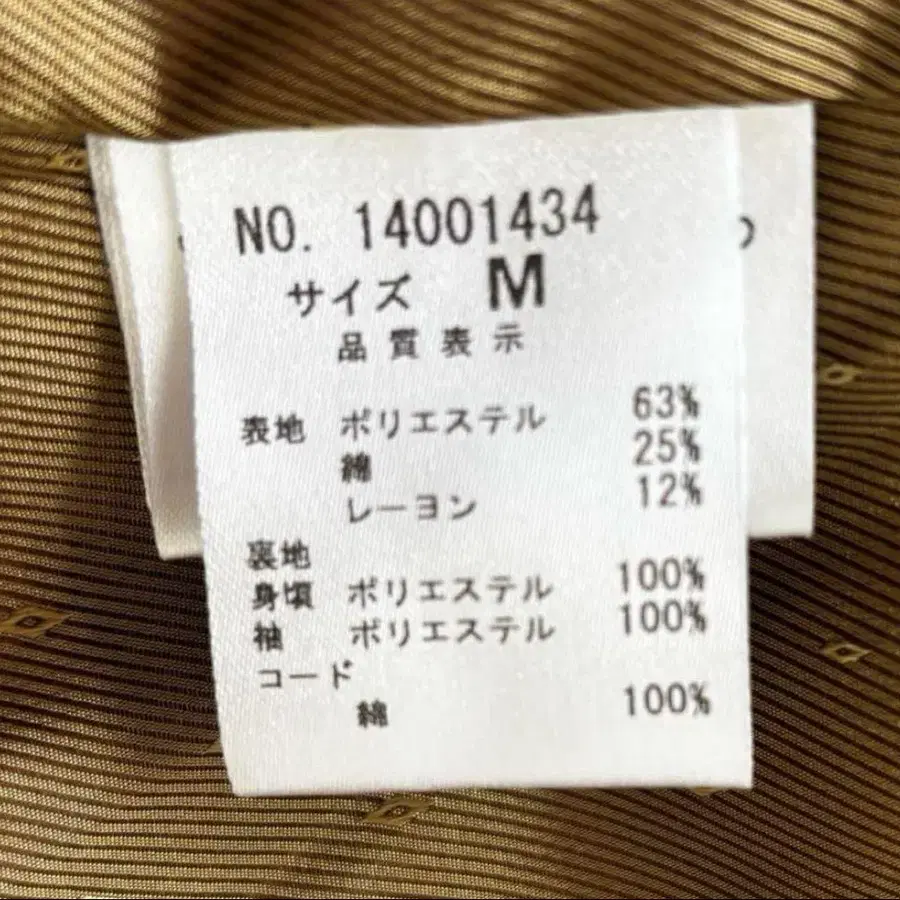 NO. 14001434
サイズ M
品質表示
表地 ポリエステル 63%
綿 25%
レーヨン 12%
裏地
身頃 ポリエステル 100%
袖 ポリエステル 100%
コード
綿 100%